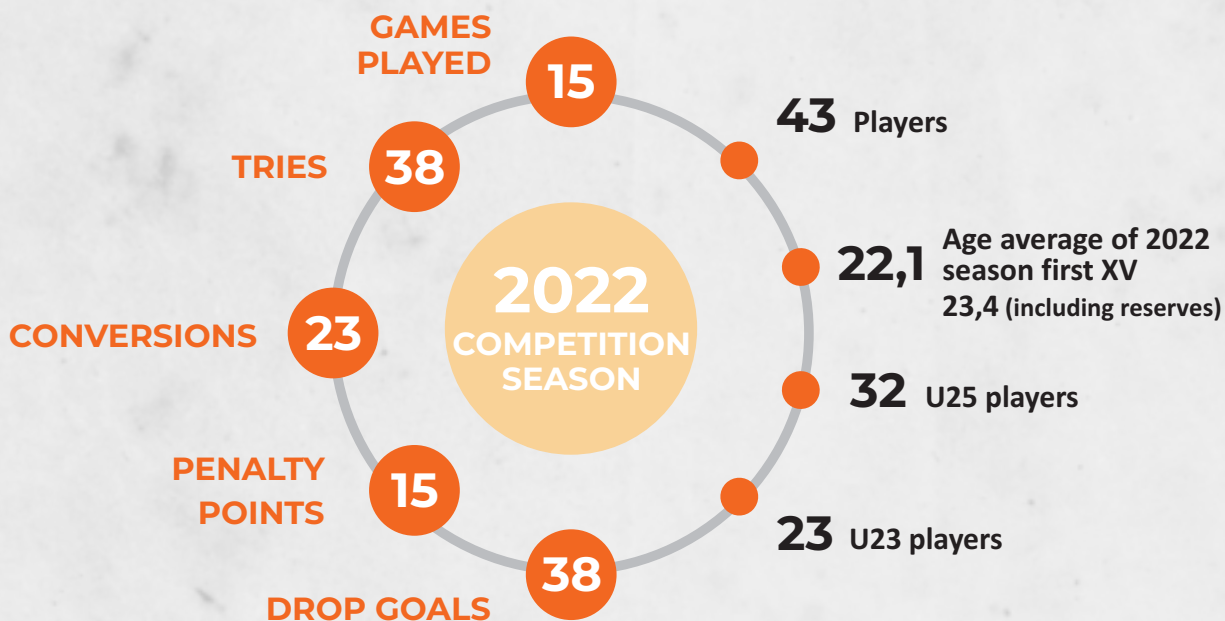 GAMES
PLAYED
15
43 Players
TRIES
38
22,1 Age average of 2022
season first XV
23,4 (including reserves)
2022
COMPETITION
SEASON
CONVERSIONS
23
32 U25 players
PENALTY
POINTS
15
23 U23 players
38
DROP GOALS